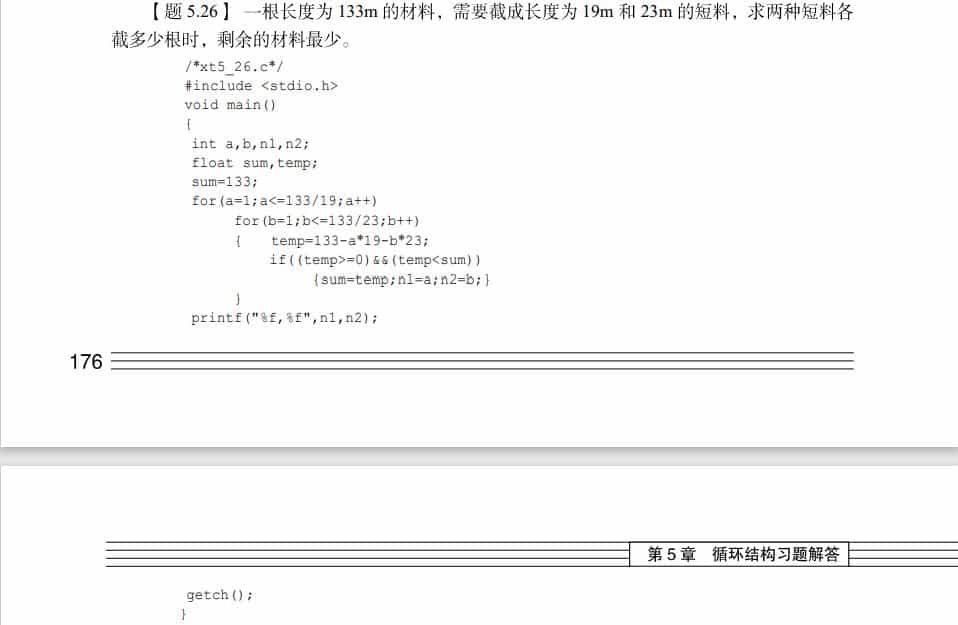 【题 5.26】 一根长度为 133m 的材料，需要截成长度为 19m 和 23m 的短料，求两种短料各
截多少根时，剩余的材料最少。
/*xt5_26.c*/
#include <stdio.h>
void main()
{
int a,b,n1,n2;
float sum,temp;
sum=133;
for(a=1;a<=133/19;a++)
for(b=1;b<=133/23;b++)
{ temp=133-a*19-b*23;
if((temp>=0)&&(temp<sum))
{sum=temp;n1=a;n2=b;}
}
printf("%f,%f",n1,n2);
176
第 5 章 循环结构习题解答
getch();
}